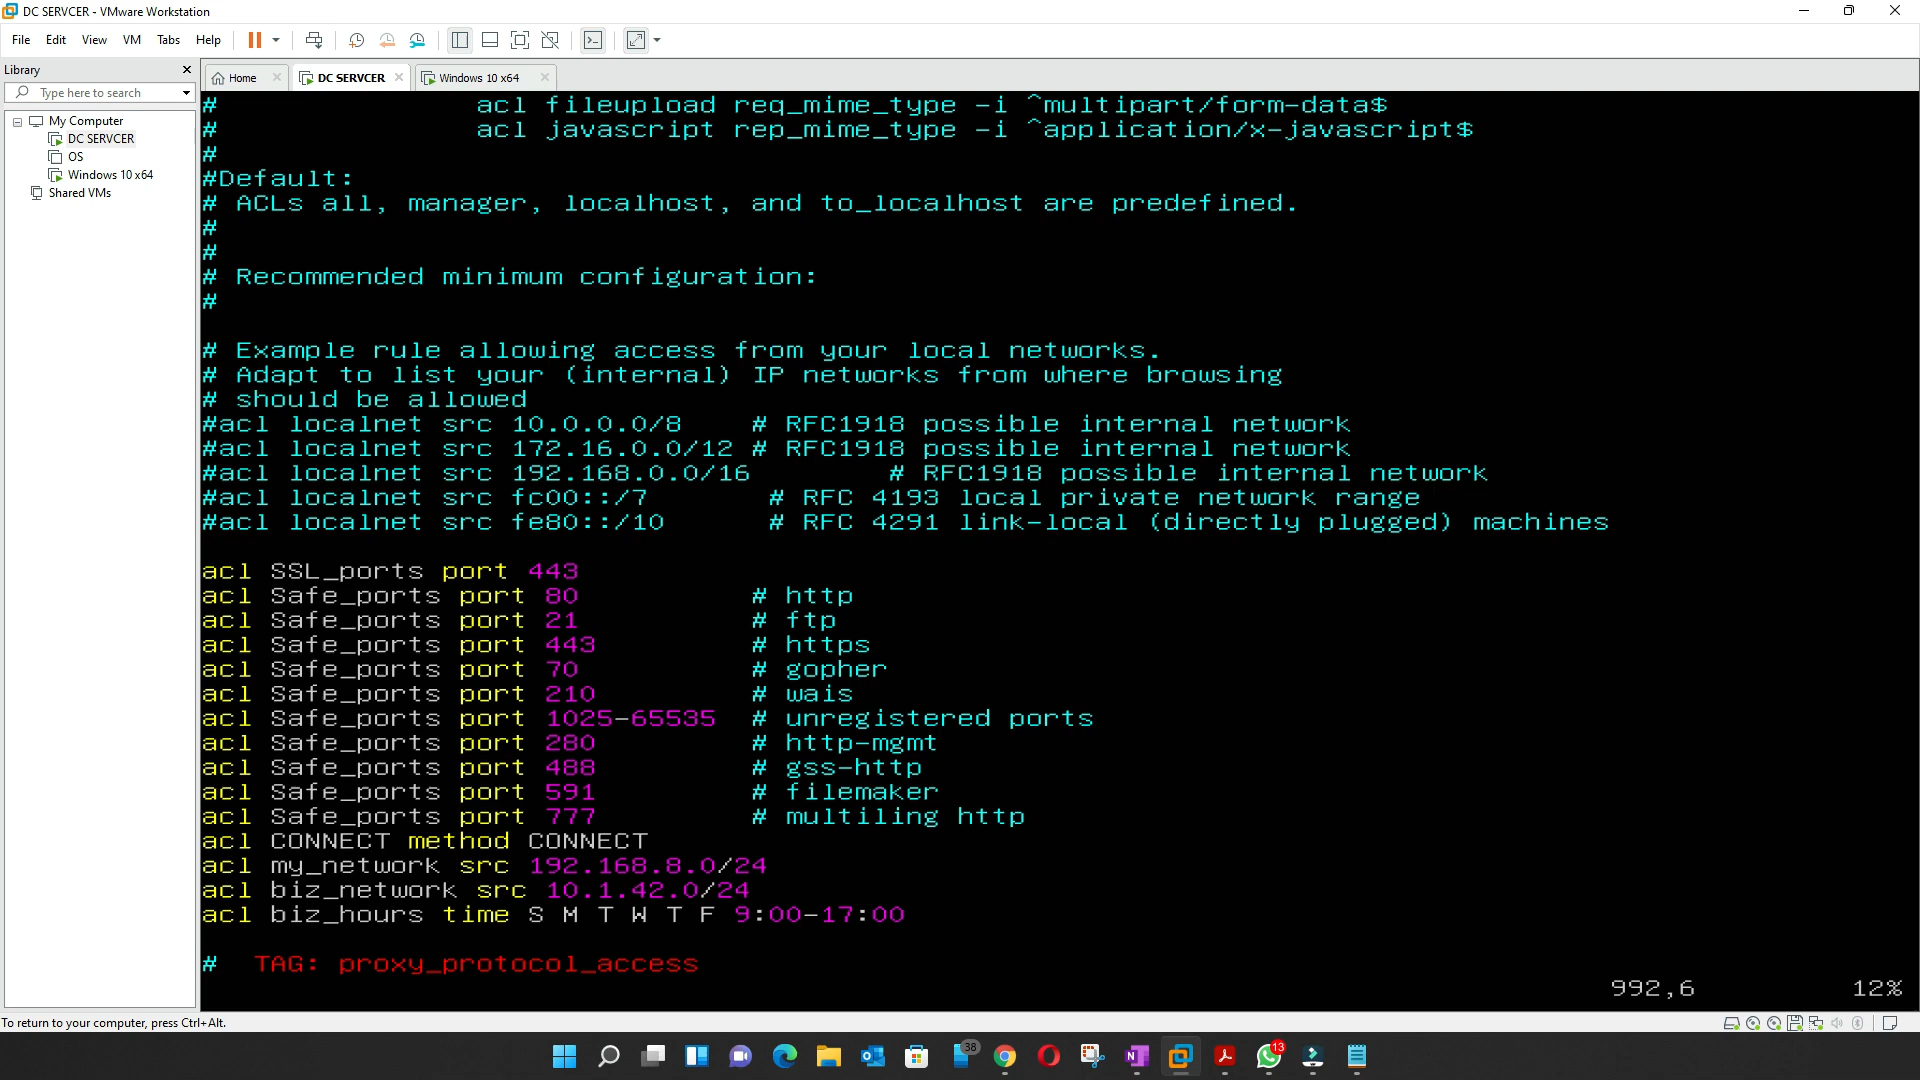 DC SERVCER - VMware Workstation
File Edit View VM Tabs Help
Library
Type here to search
Home DC SERVCER Windows 10 x64
My Computer
DC SERVCER
OS
Windows 10 x64
Shared VMs
# acl fileupload req_mime_type -i ^multipart/form-data$
# acl javascript rep_mime_type -i ^application/x-javascript$
#
#Default:
# ACLs all, manager, localhost, and to_localhost are predefined.
#
#
# Recommended minimum configuration:
#
# Example rule allowing access from your local networks.
# Adapt to list your (internal) IP networks from where browsing
# should be allowed
#acl localnet src 10.0.0.0/8 # RFC1918 possible internal network
#acl localnet src 172.16.0.0/12 # RFC1918 possible internal network
#acl localnet src 192.168.0.0/16 # RFC1918 possible internal network
#acl localnet src fc00::/7 # RFC 4193 local private network range
#acl localnet src fe80::/10 # RFC 4291 link-local (directly plugged) machines
acl SSL_ports port 443
acl Safe_ports port 80 # http
acl Safe_ports port 21 # ftp
acl Safe_ports port 443 # https
acl Safe_ports port 70 # gopher
acl Safe_ports port 210 # wais
acl Safe_ports port 1025-65535 # unregistered ports
acl Safe_ports port 280 # http-mgmt
acl Safe_ports port 488 # gss-http
acl Safe_ports port 591 # filemaker
acl Safe_ports port 777 # multiling http
acl CONNECT method CONNECT
acl my_network src 192.168.8.0/24
acl biz_network src 10.1.42.0/24
acl biz_hours time S M T W T F 9:00-17:00
# TAG: proxy_protocol_access
992,6 12%
To return to your computer, press Ctrl+Alt.
38
13